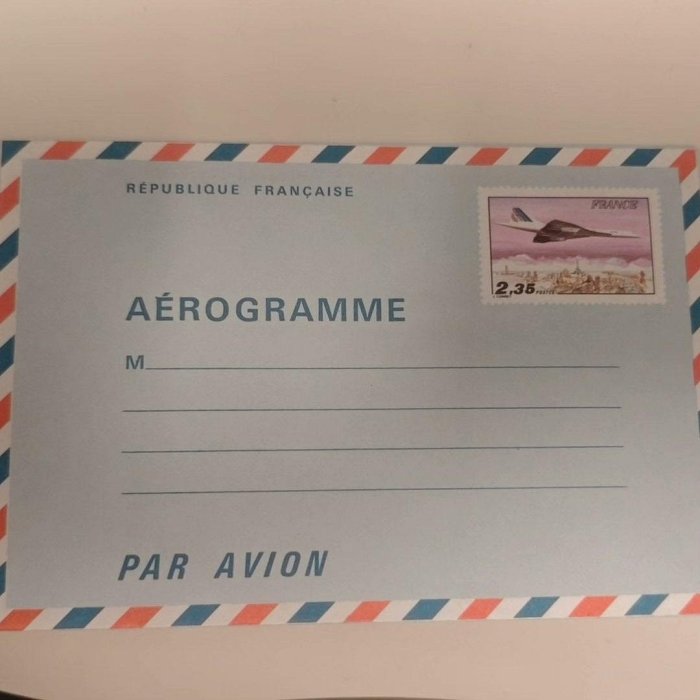 RÉPUBLIQUE FRANÇAISE
FRANCE
2,35 POSTES
AÉROGRAMME
M
PAR AVION